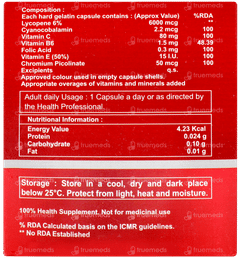 Composition :
Each hard gelatin capsule contains : (Approx Value) %RDA
Lycopene 6% 6000 mcg **
Cyanocobalamin 2.2 mcg 100
Vitamin C 80 mg 100
Vitamin B6 1.5 mg 48.39
Folic Acid 0.3 mg 100
Vitamin E (50%) 15 I.U. 100
Chromium Picolinate 50 mcg 100
Excipients q.s.
Approved colour used in empty capsule shells.
Appropriate overages of vitamins and minerals added
Adult daily Usage : 1 Capsule a day or as directed by
the Health Professional.
Nutritional Information :
Energy Value 4.23 Kcal
Protein 0.024 g
Carbohydrate 0.10 g
Fat 0.01 g
Storage : Store in a cool, dry and dark place
below 25°C. Protect from light, heat and moisture.
100% Health Supplement. Not for medicinal use
% RDA Calculated basis on the ICMR guidelines.
** No RDA Established
truemeds